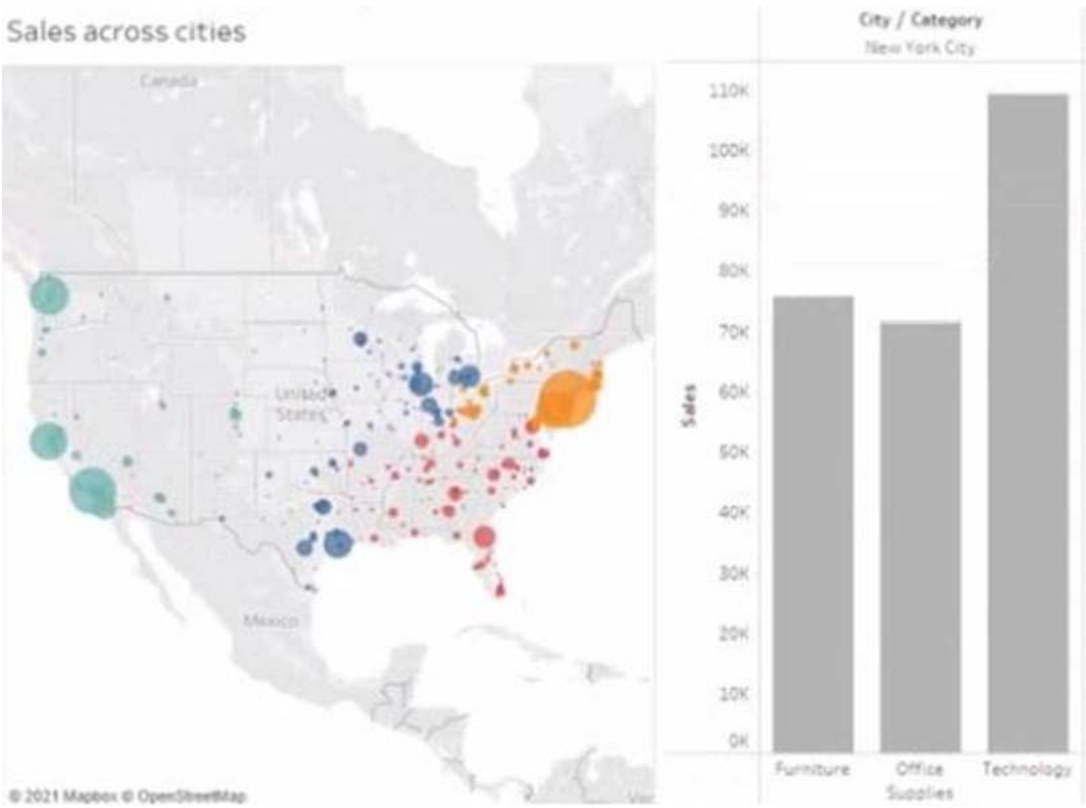 Sales across cities
Canada
United
States
Mexico
© 2021 Mapbox © OpenStreetMap
City / Category
New York City
110K
100K
90K
80K
70K
60K
50K
40K
30K
20K
10K
0K
Sales
Furniture
Office
Supplies
Technology